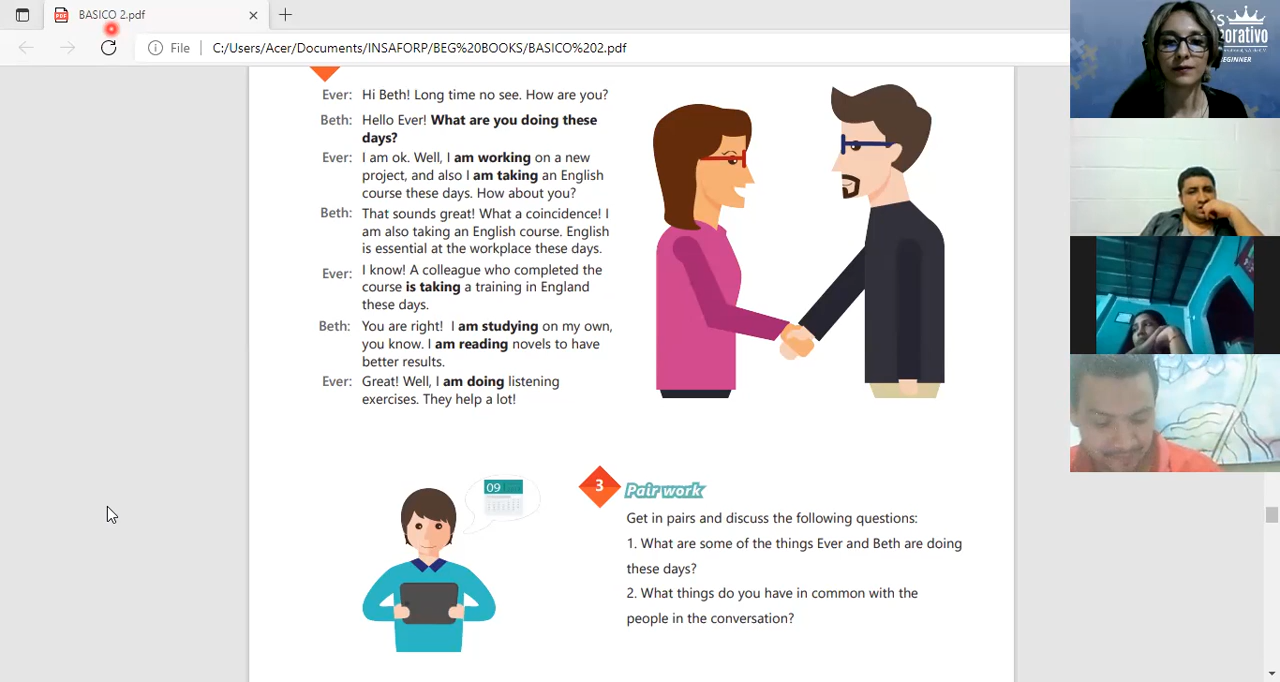 BASICO 2.pdf
File C:/Users/Acer/Documents/INSAFORP/BEG%20BOOKS/BASICO%202.pdf
Ever: Hi Beth! Long time no see. How are you?
Beth: Hello Ever! What are you doing these
days?
Ever: I am ok. Well, I am working on a new
project, and also I am taking an English
course these days. How about you?
Beth: That sounds great! What a coincidence! I
am also taking an English course. English
is essential at the workplace these days.
Ever: I know! A colleague who completed the
course is taking a training in England
these days.
Beth: You are right! I am studying on my own,
you know. I am reading novels to have
better results.
Ever: Great! Well, I am doing listening
exercises. They help a lot!
09
3 Pair work
Get in pairs and discuss the following questions:
1. What are some of the things Ever and Beth are doing
these days?
2. What things do you have in common with the
people in the conversation?